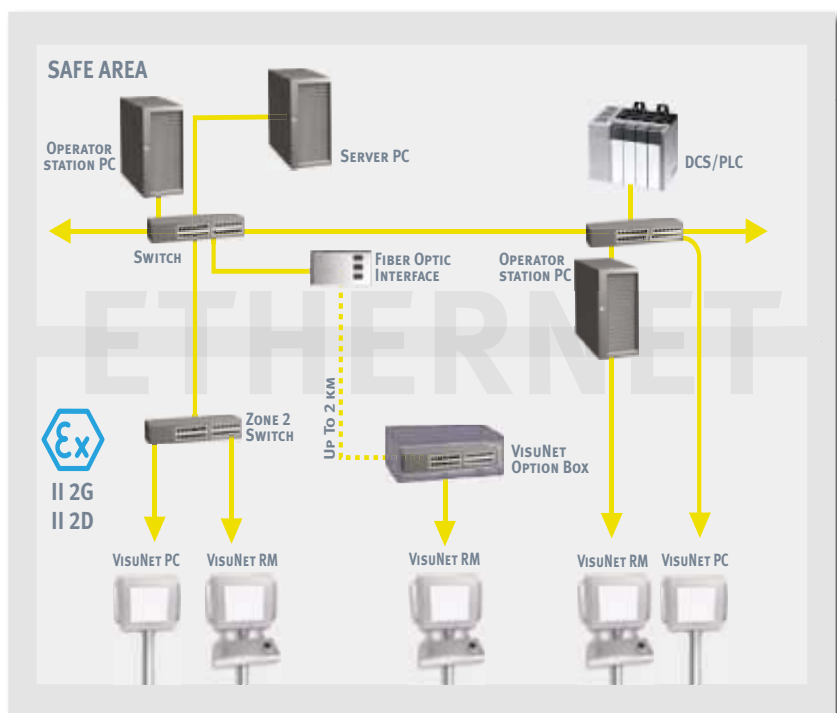 SAFE AREA
OPERATOR
STATION PC
SERVER PC
DCS/PLC
SWITCH
FIBER OPTIC
INTERFACE
OPERATOR
STATION PC
ETHERNET
UP TO 2 KM
ZONE 2
SWITCH
VISUNET
OPTION BOX
εx
II 2G
II 2D
VISUNET PC
VISUNET RM
VISUNET RM
VISUNET RM
VISUNET PC